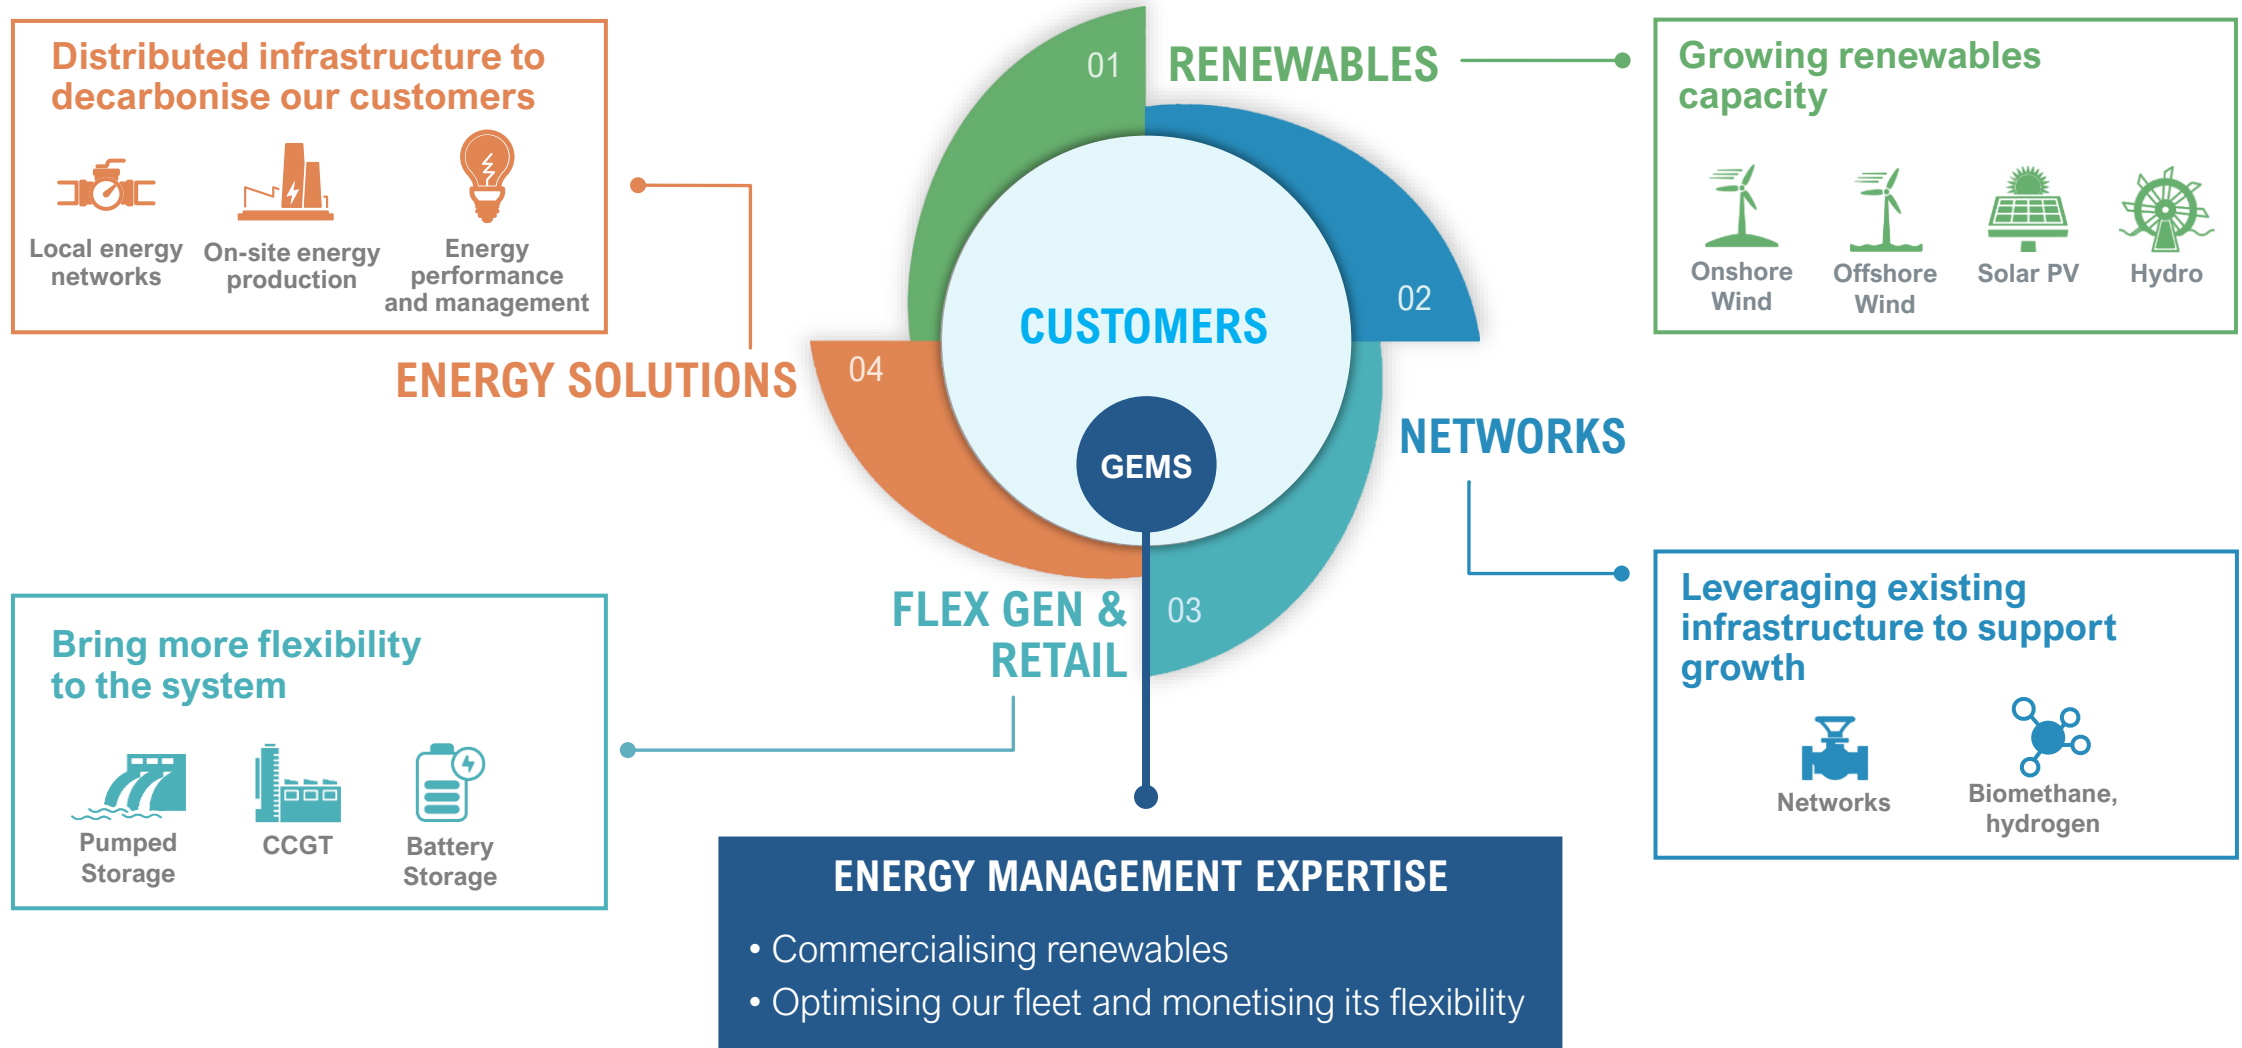 Distributed infrastructure to
decarbonise our customers
Local energy
networks
On-site energy
production
Energy
performance
and management
04
ENERGY SOLUTIONS
01
RENEWABLES
Growing renewables
capacity
Onshore
Wind
Offshore
Wind
Solar PV
Hydro
CUSTOMERS
GEMS
02
NETWORKS
Leveraging existing
infrastructure to support
growth
Networks
Biomethane,
hydrogen
03
FLEX GEN &
RETAIL
Bring more flexibility
to the system
Pumped
Storage
CCGT
Battery
Storage
ENERGY MANAGEMENT EXPERTISE
• Commercialising renewables
• Optimising our fleet and monetising its flexibility